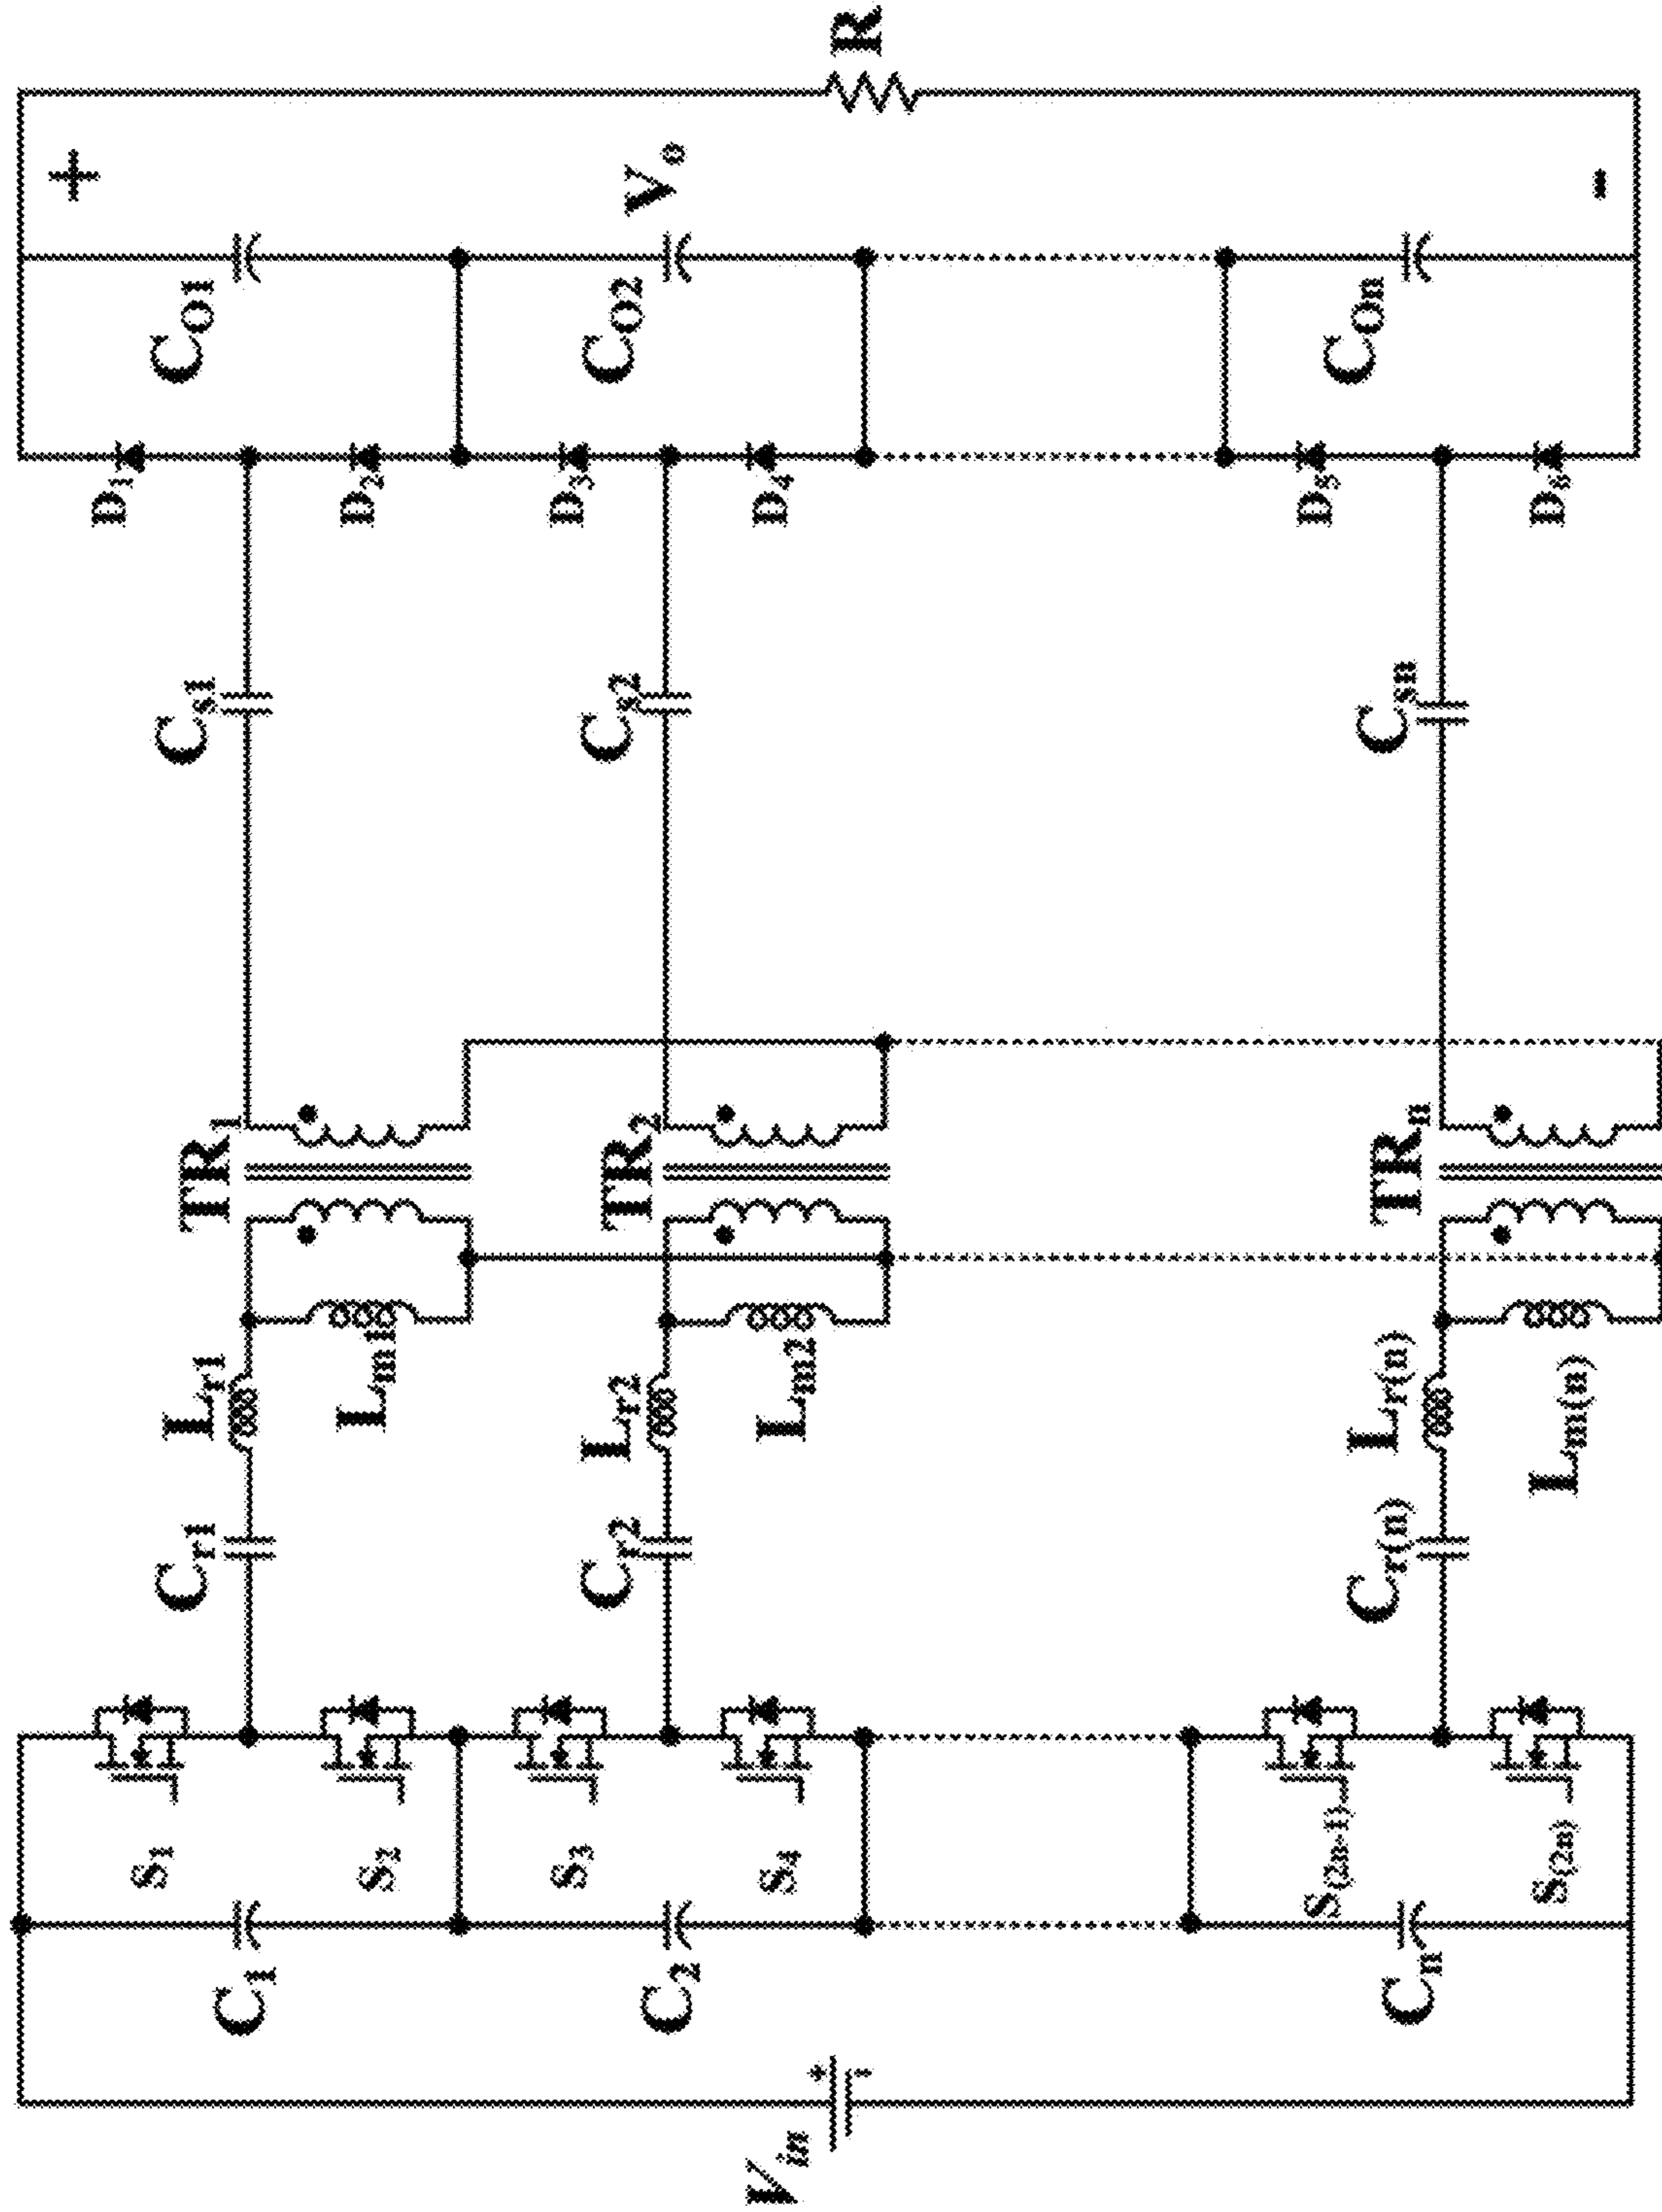 V_in
+
-
C_1
C_2
C_n
S_1
S_2
S_3
S_4
S_(2n-1)
S_(2n)
C_r1
C_r2
C_r(n)
L_r1
L_r2
L_r(n)
L_m1
L_m2
L_m(n)
TR_1
TR_2
TR_n
C_s1
C_s2
C_sn
D_1
D_2
D_3
D_4
D_5
D_6
C_O1
C_O2
C_On
+
V_o
-
R